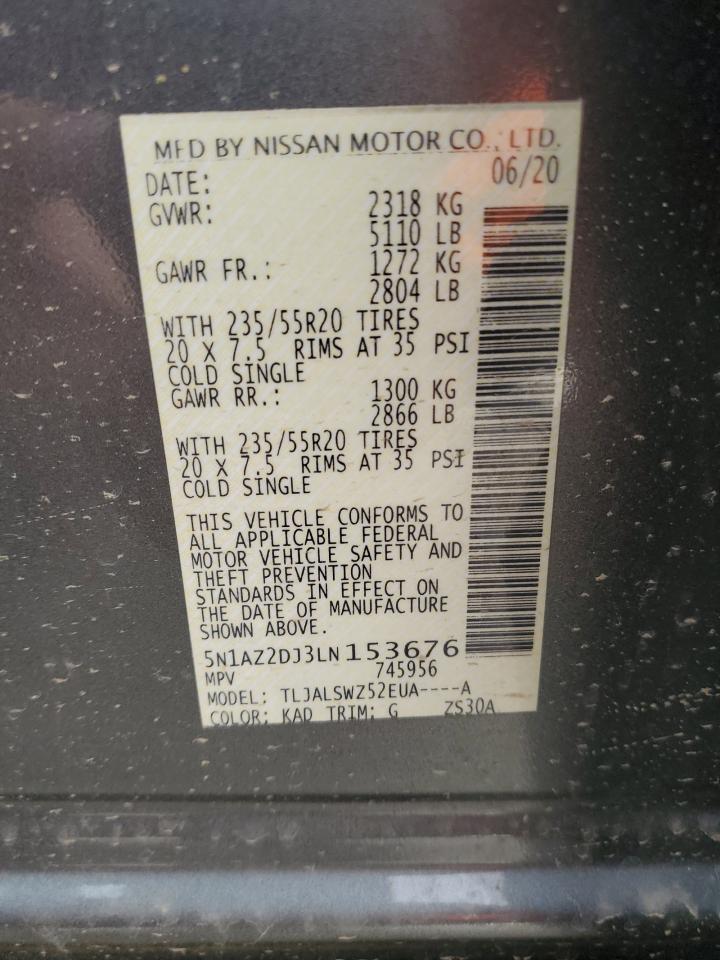 MFD BY NISSAN MOTOR CO., LTD.
DATE: 06/20
GVWR: 2318 KG
5110 LB
GAWR FR.: 1272 KG
2804 LB
WITH 235/55R20 TIRES
20 X 7.5 RIMS AT 35 PSI
COLD SINGLE
GAWR RR.: 1300 KG
2866 LB
WITH 235/55R20 TIRES
20 X 7.5 RIMS AT 35 PSI
COLD SINGLE
THIS VEHICLE CONFORMS TO
ALL APPLICABLE FEDERAL
MOTOR VEHICLE SAFETY AND
THEFT PREVENTION
STANDARDS IN EFFECT ON
THE DATE OF MANUFACTURE
SHOWN ABOVE.
5N1AZ2DJ3LN153676
MPV 745956
MODEL: TLJALSWZ52EUA----A
COLOR: KAD TRIM: G ZS30A